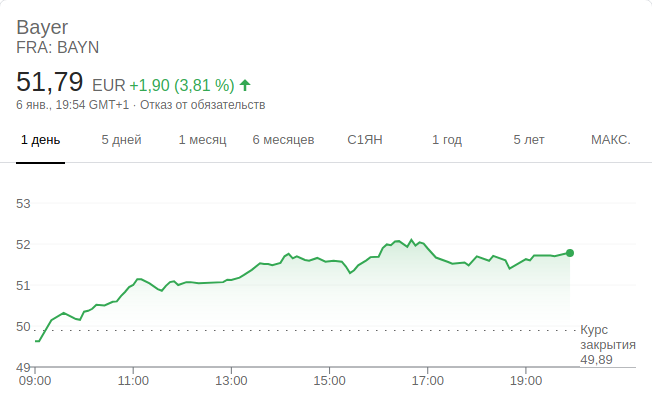 Bayer
FRA: BAYN
51,79 EUR +1,90 (3,81 %)
6 янв., 19:54 GMT+1 · Отказ от обязательств
1 день 5 дней 1 месяц 6 месяцев С1ЯН 1 год 5 лет МАКС.
53
52
51
50
49
Курс
закрытия
49,89
09:00 11:00 13:00 15:00 17:00 19:00